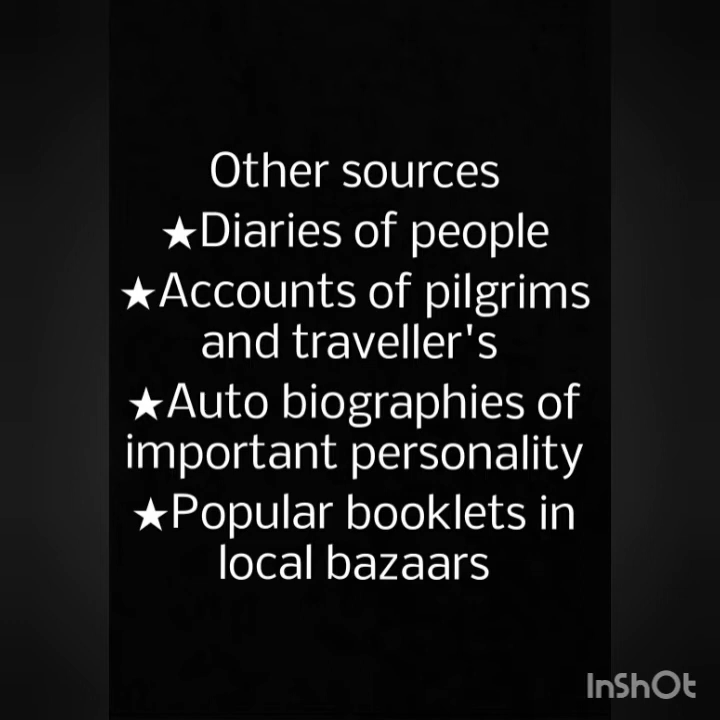 Other sources
★Diaries of people
★Accounts of pilgrims
and traveller's
★Auto biographies of
important personality
★Popular booklets in
local bazaars
InShOt